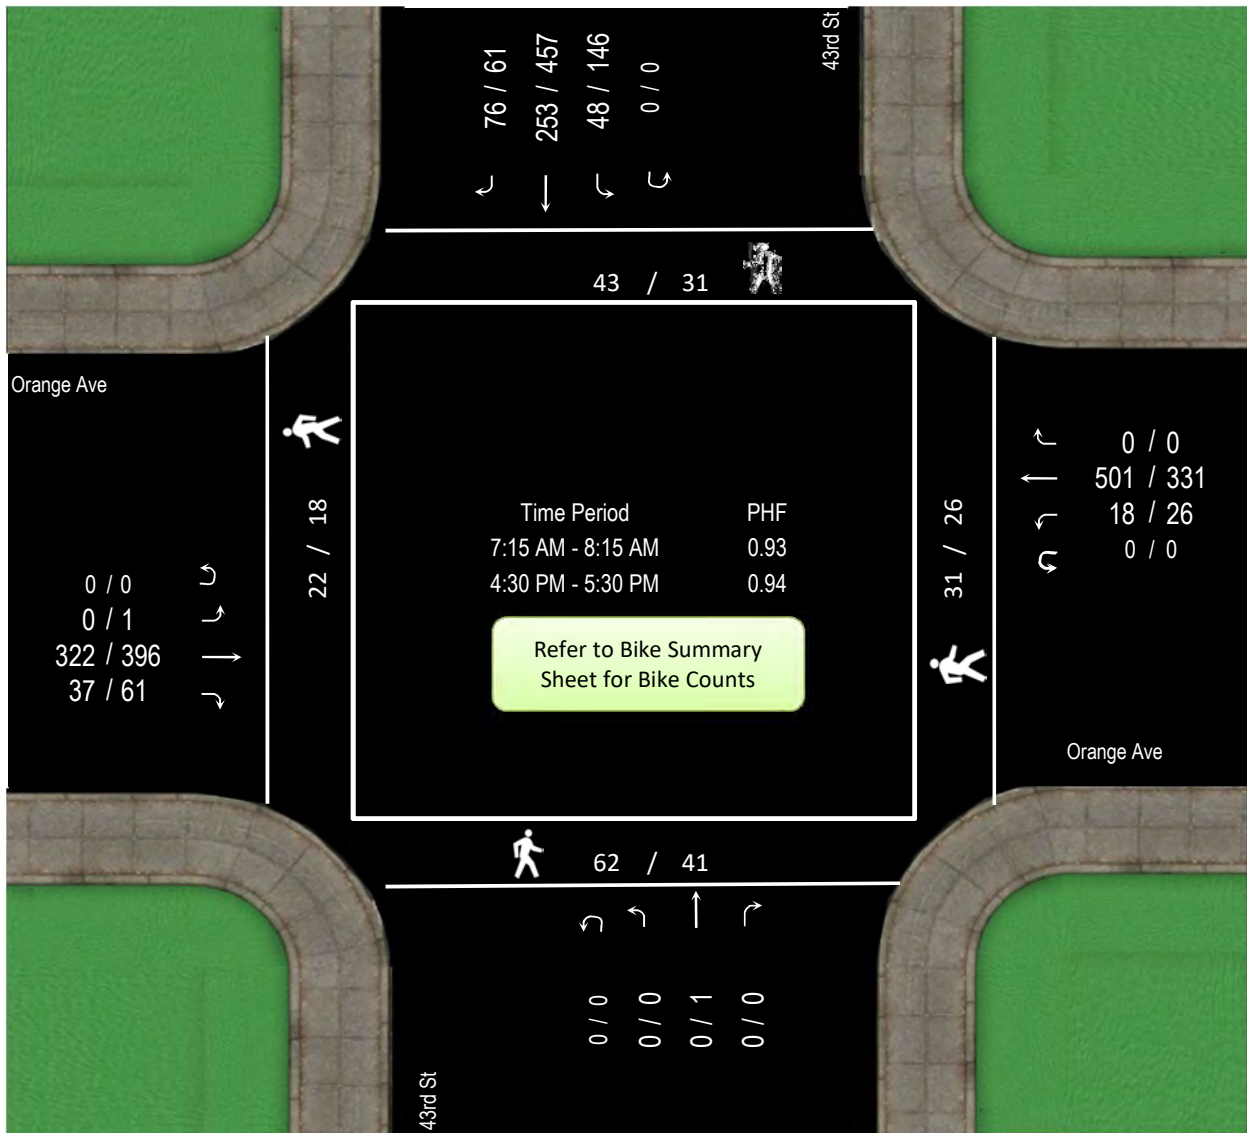 43rd St
76 / 61
253 / 457
48 / 146
0 / 0
43 / 31
Orange Ave
22 / 18
Time Period PHF
7:15 AM - 8:15 AM 0.93
4:30 PM - 5:30 PM 0.94
Refer to Bike Summary
Sheet for Bike Counts
31 / 26
0 / 0
501 / 331
18 / 26
0 / 0
0 / 0
0 / 1
322 / 396
37 / 61
Orange Ave
62 / 41
0 / 0
0 / 0
0 / 1
0 / 0
43rd St